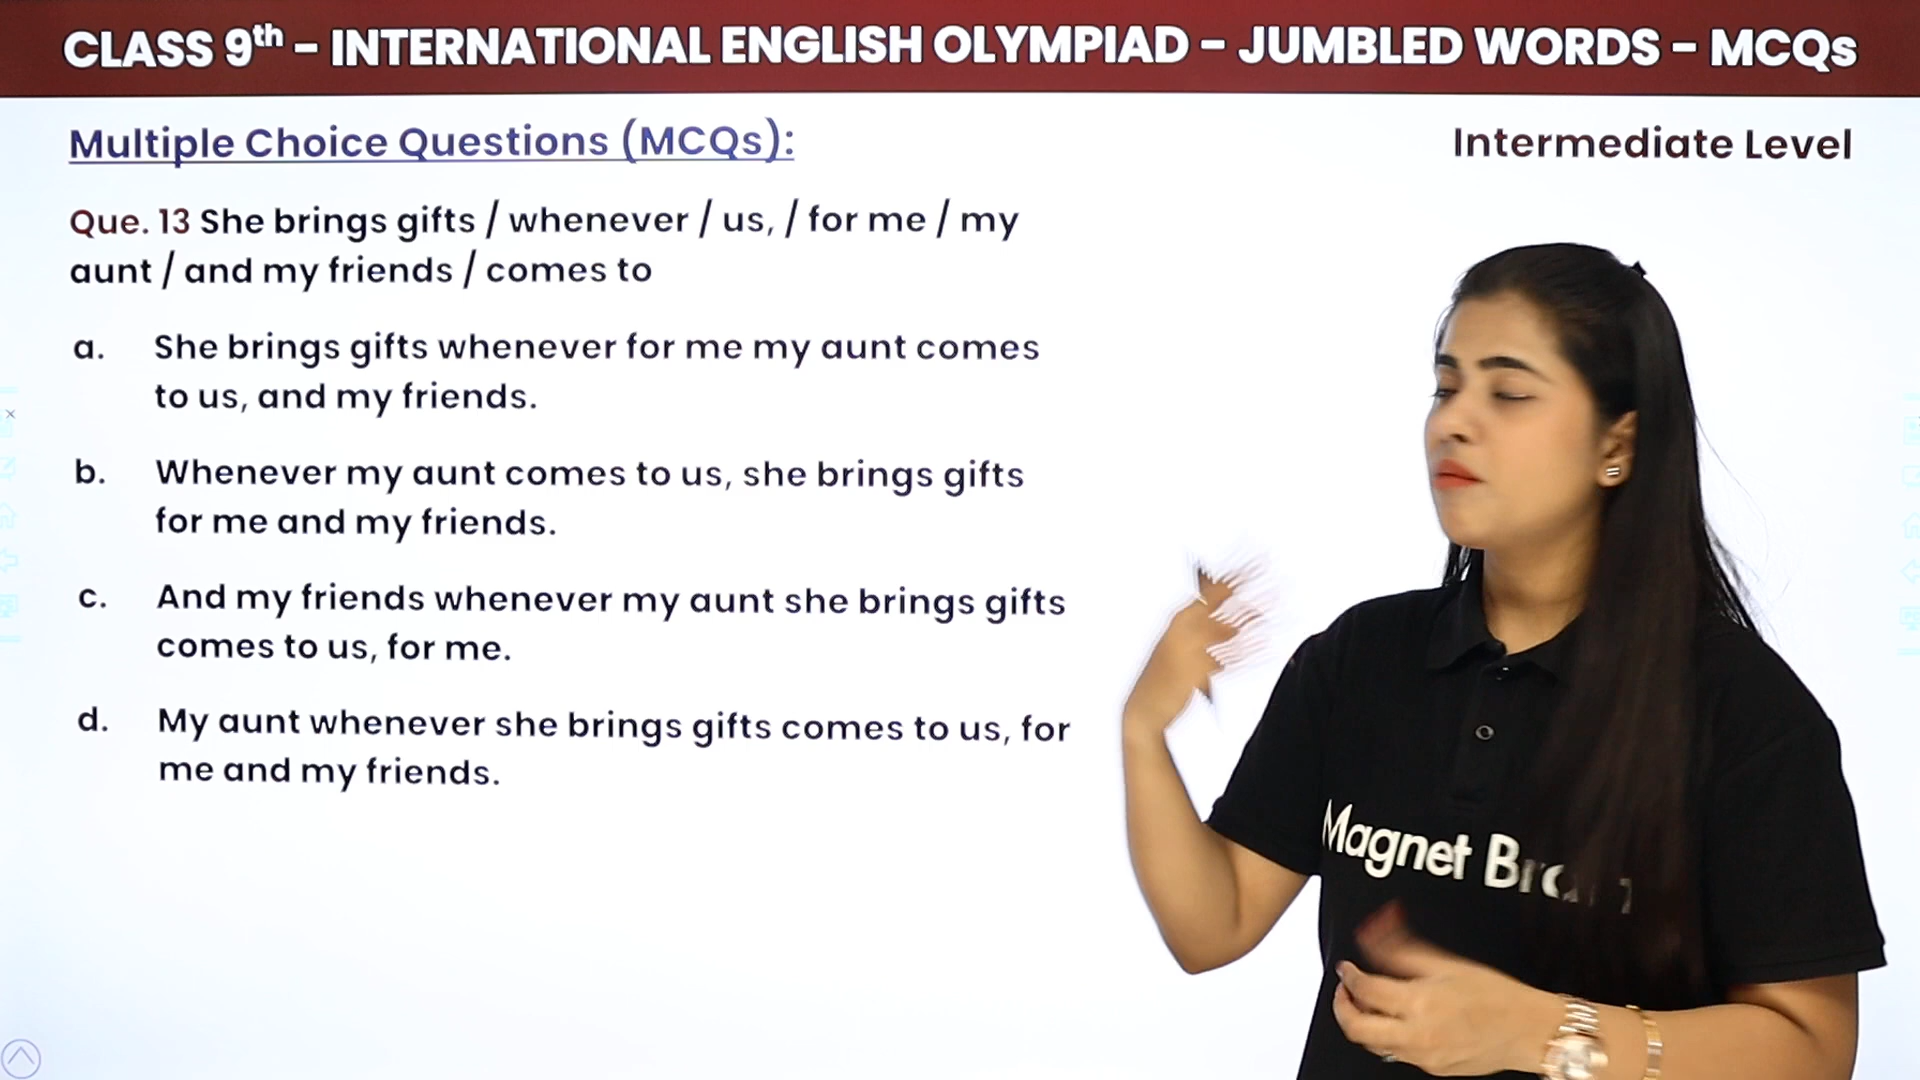 CLASS 9th - INTERNATIONAL ENGLISH OLYMPIAD - JUMBLED WORDS - MCQs
Multiple Choice Questions (MCQs):
Intermediate Level
Que. 13 She brings gifts / whenever / us, / for me / my
aunt / and my friends / comes to
a. She brings gifts whenever for me my aunt comes
to us, and my friends.
b. Whenever my aunt comes to us, she brings gifts
for me and my friends.
c. And my friends whenever my aunt she brings gifts
comes to us, for me.
d. My aunt whenever she brings gifts comes to us, for
me and my friends.
Magnet